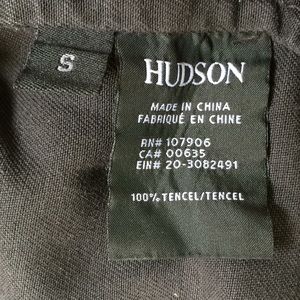 S
HUDSON
MADE IN CHINA
FABRIQUÉ EN CHINE
RN# 107906
CA# 00635
EIN# 20-3082491
100% TENCEL/TENCEL